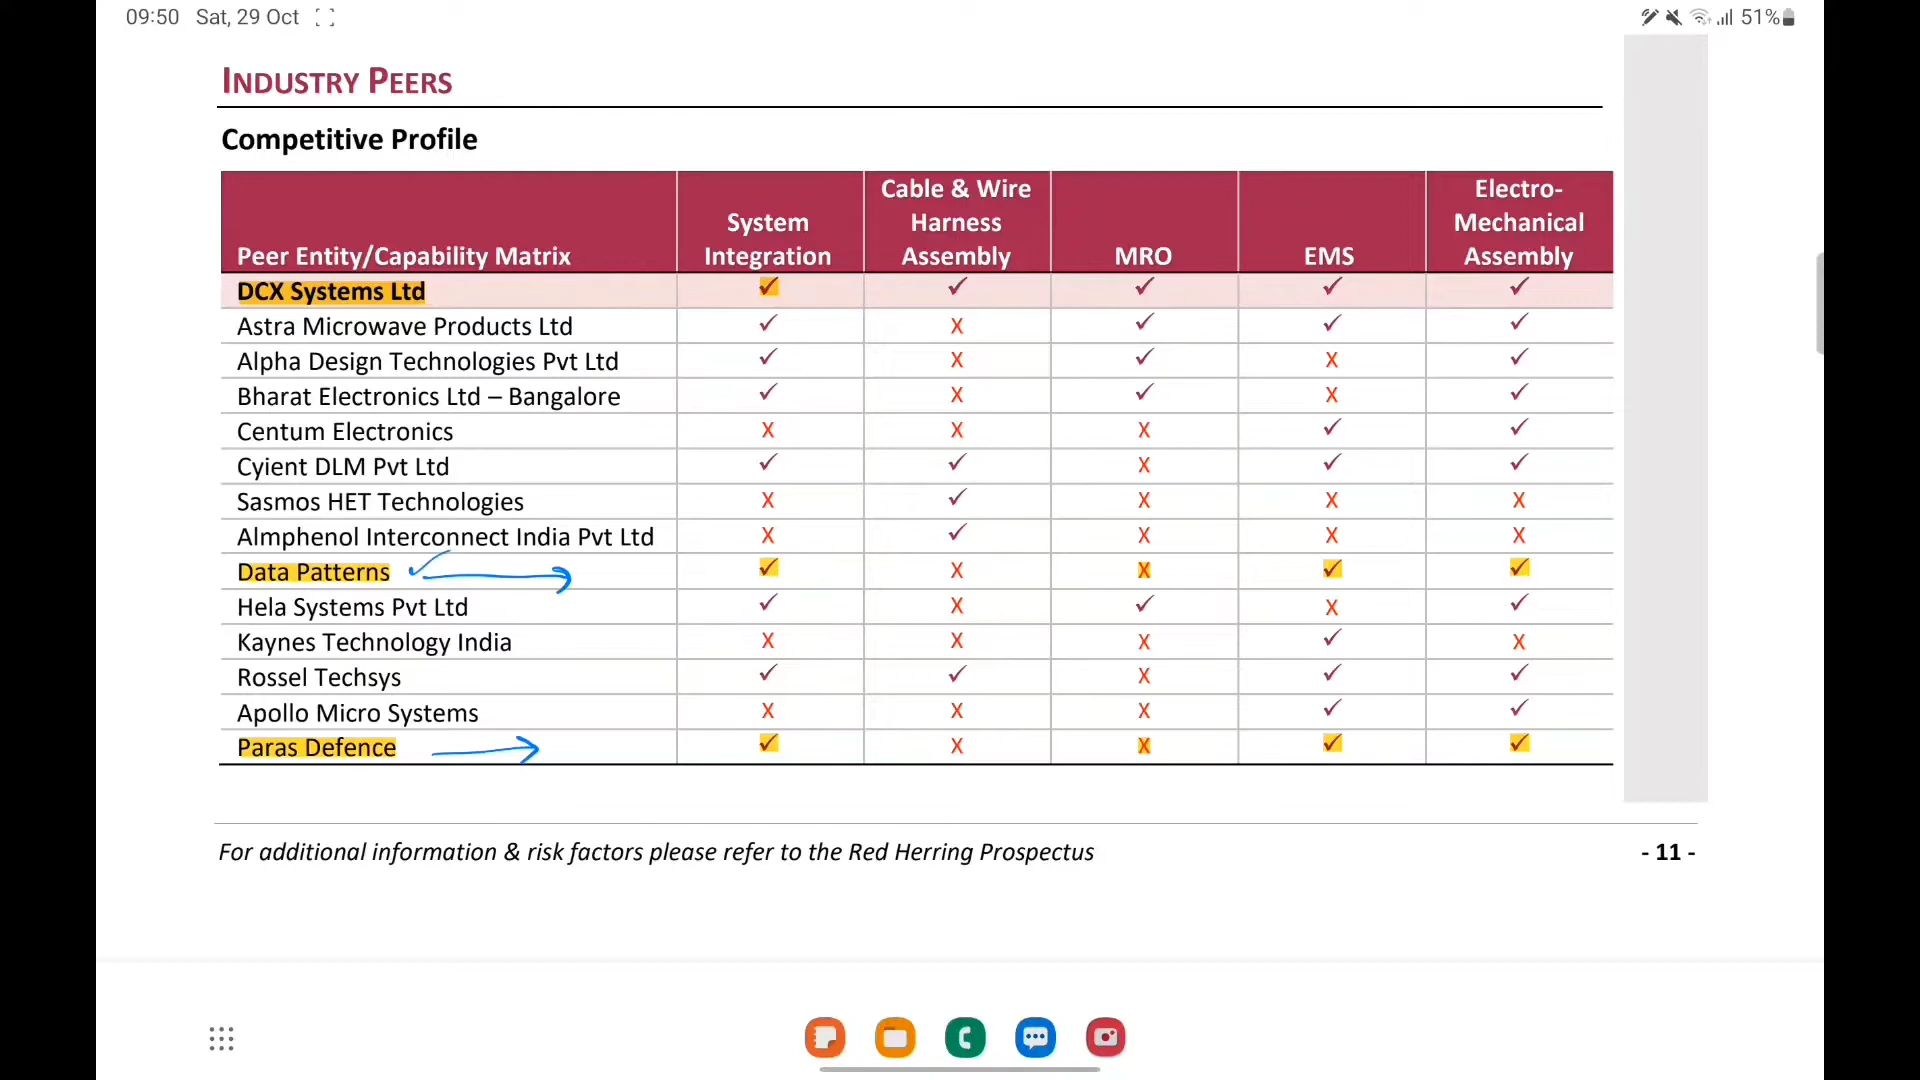 09:50 Sat, 29 Oct 51%
INDUSTRY PEERS
Competitive Profile
Peer Entity/Capability Matrix System Integration Cable & Wire Harness Assembly MRO EMS Electro-Mechanical Assembly
DCX Systems Ltd ✓ ✓ ✓ ✓ ✓
Astra Microwave Products Ltd ✓ X ✓ ✓ ✓
Alpha Design Technologies Pvt Ltd ✓ X ✓ X ✓
Bharat Electronics Ltd – Bangalore ✓ X ✓ X ✓
Centum Electronics X X X ✓ ✓
Cyient DLM Pvt Ltd ✓ ✓ X ✓ ✓
Sasmos HET Technologies X ✓ X X X
Almphenol Interconnect India Pvt Ltd X ✓ X X X
Data Patterns ✓ X X ✓ ✓
Hela Systems Pvt Ltd ✓ X ✓ X ✓
Kaynes Technology India X X X ✓ X
Rossel Techsys ✓ ✓ X ✓ ✓
Apollo Micro Systems X X X ✓ ✓
Paras Defence ✓ X X ✓ ✓
For additional information & risk factors please refer to the Red Herring Prospectus - 11 -